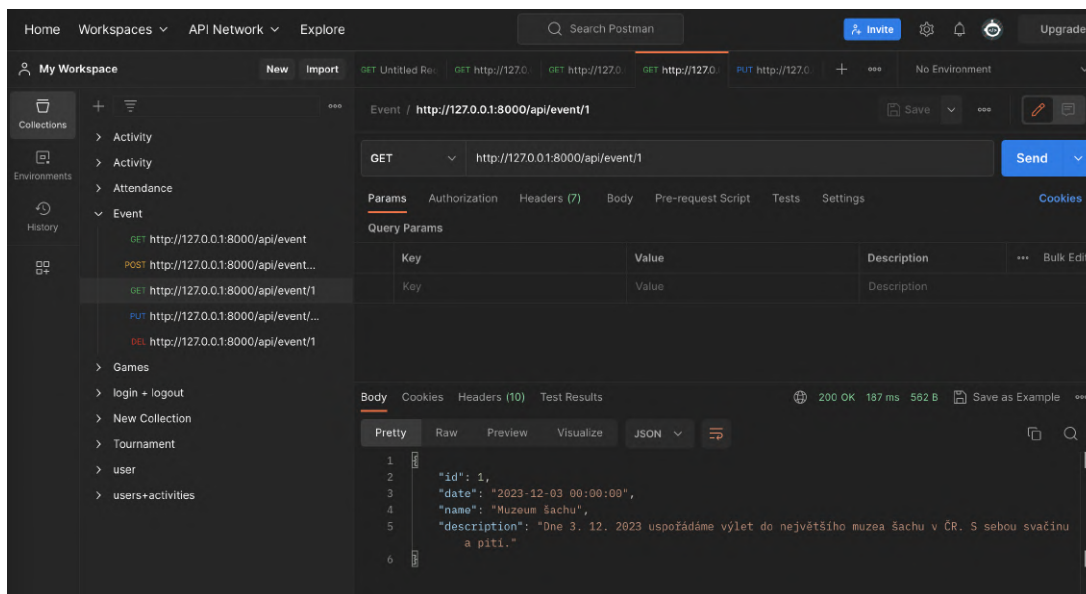 Home Workspaces API Network Explore Search Postman Invite Upgrade
My Workspace New Import GET Untitled Rec GET http://127.0. GET http://127.0. GET http://127.0. PUT http://127.0. No Environment
Collections
Environments
History
Activity
Activity
Attendance
Event
GET http://127.0.0.1:8000/api/event
POST http://127.0.0.1:8000/api/event...
GET http://127.0.0.1:8000/api/event/1
PUT http://127.0.0.1:8000/api/event/...
DEL http://127.0.0.1:8000/api/event/1
Games
login + logout
New Collection
Tournament
user
users+activities
Event / http://127.0.0.1:8000/api/event/1 Save
GET http://127.0.0.1:8000/api/event/1 Send
Params Authorization Headers (7) Body Pre-request Script Tests Settings Cookies
Query Params
Key Value Description Bulk Edit
Key Value Description
Body Cookies Headers (10) Test Results 200 OK 187 ms 562 B Save as Example
Pretty Raw Preview Visualize JSON
1 {
2 "id": 1,
3 "date": "2023-12-03 00:00:00",
4 "name": "Muzeum šachu",
5 "description": "Dne 3. 12. 2023 uspořádáme výlet do největšího muzea šachu v ČR. S sebou svačinu
a pití."
6 }